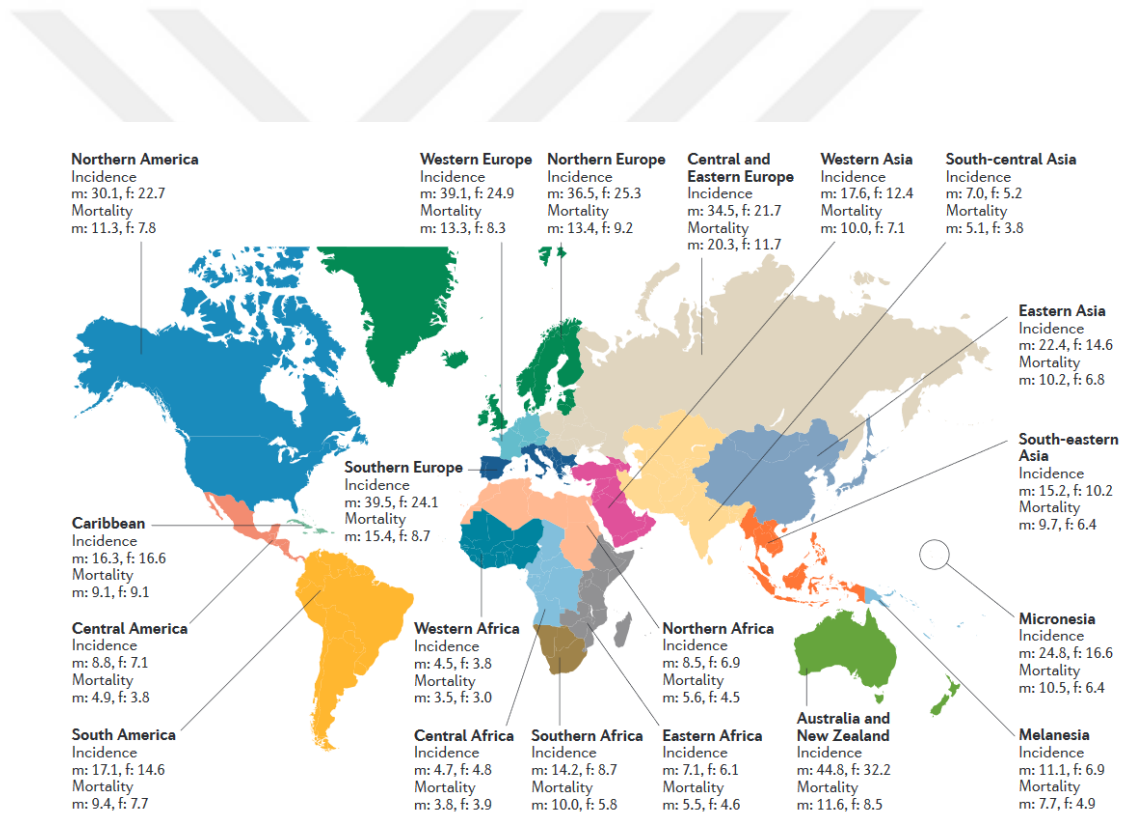 Northern America
Incidence
m: 30.1, f: 22.7
Mortality
m: 11.3, f: 7.8
Western Europe
Incidence
m: 39.1, f: 24.9
Mortality
m: 13.3, f: 8.3
Northern Europe
Incidence
m: 36.5, f: 25.3
Mortality
m: 13.4, f: 9.2
Central and
Eastern Europe
Incidence
m: 34.5, f: 21.7
Mortality
m: 20.3, f: 11.7
Western Asia
Incidence
m: 17.6, f: 12.4
Mortality
m: 10.0, f: 7.1
South-central Asia
Incidence
m: 7.0, f: 5.2
Mortality
m: 5.1, f: 3.8
Eastern Asia
Incidence
m: 22.4, f: 14.6
Mortality
m: 10.2, f: 6.8
South-eastern
Asia
Incidence
m: 15.2, f: 10.2
Mortality
m: 9.7, f: 6.4
Southern Europe
Incidence
m: 39.5, f: 24.1
Mortality
m: 15.4, f: 8.7
Caribbean
Incidence
m: 16.3, f: 16.6
Mortality
m: 9.1, f: 9.1
Central America
Incidence
m: 8.8, f: 7.1
Mortality
m: 4.9, f: 3.8
South America
Incidence
m: 17.1, f: 14.6
Mortality
m: 9.4, f: 7.7
Western Africa
Incidence
m: 4.5, f: 3.8
Mortality
m: 3.5, f: 3.0
Northern Africa
Incidence
m: 8.5, f: 6.9
Mortality
m: 5.6, f: 4.5
Central Africa
Incidence
m: 4.7, f: 4.8
Mortality
m: 3.8, f: 3.9
Southern Africa
Incidence
m: 14.2, f: 8.7
Mortality
m: 10.0, f: 5.8
Eastern Africa
Incidence
m: 7.1, f: 6.1
Mortality
m: 5.5, f: 4.6
Australia and
New Zealand
Incidence
m: 44.8, f: 32.2
Mortality
m: 11.6, f: 8.5
Micronesia
Incidence
m: 24.8, f: 16.6
Mortality
m: 10.5, f: 6.4
Melanesia
Incidence
m: 11.1, f: 6.9
Mortality
m: 7.7, f: 4.9